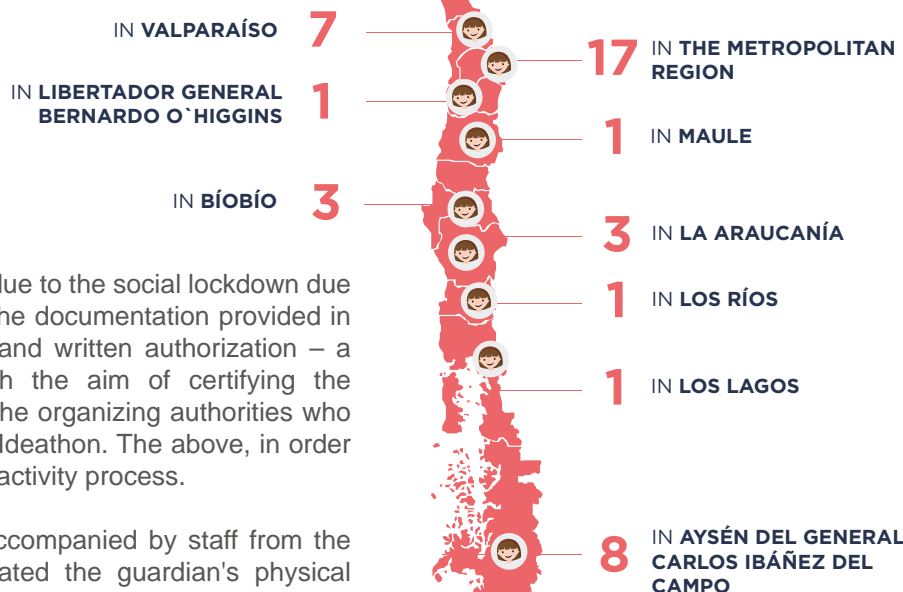 IN VALPARAÍSO 7
17 IN THE METROPOLITAN
REGION
IN LIBERTADOR GENERAL
BERNARDO O`HIGGINS 1
1 IN MAULE
IN BÍOBÍO 3
3 IN LA ARAUCANÍA
1 IN LOS RÍOS
1 IN LOS LAGOS
8 IN AYSÉN DEL GENERAL
CARLOS IBÁÑEZ DEL
CAMPO
due to the social lockdown due
he documentation provided in
and written authorization – a
h the aim of certifying the
he organizing authorities who
Ideathon. The above, in order
activity process.
ccompanied by staff from the
ated the guardian's physical